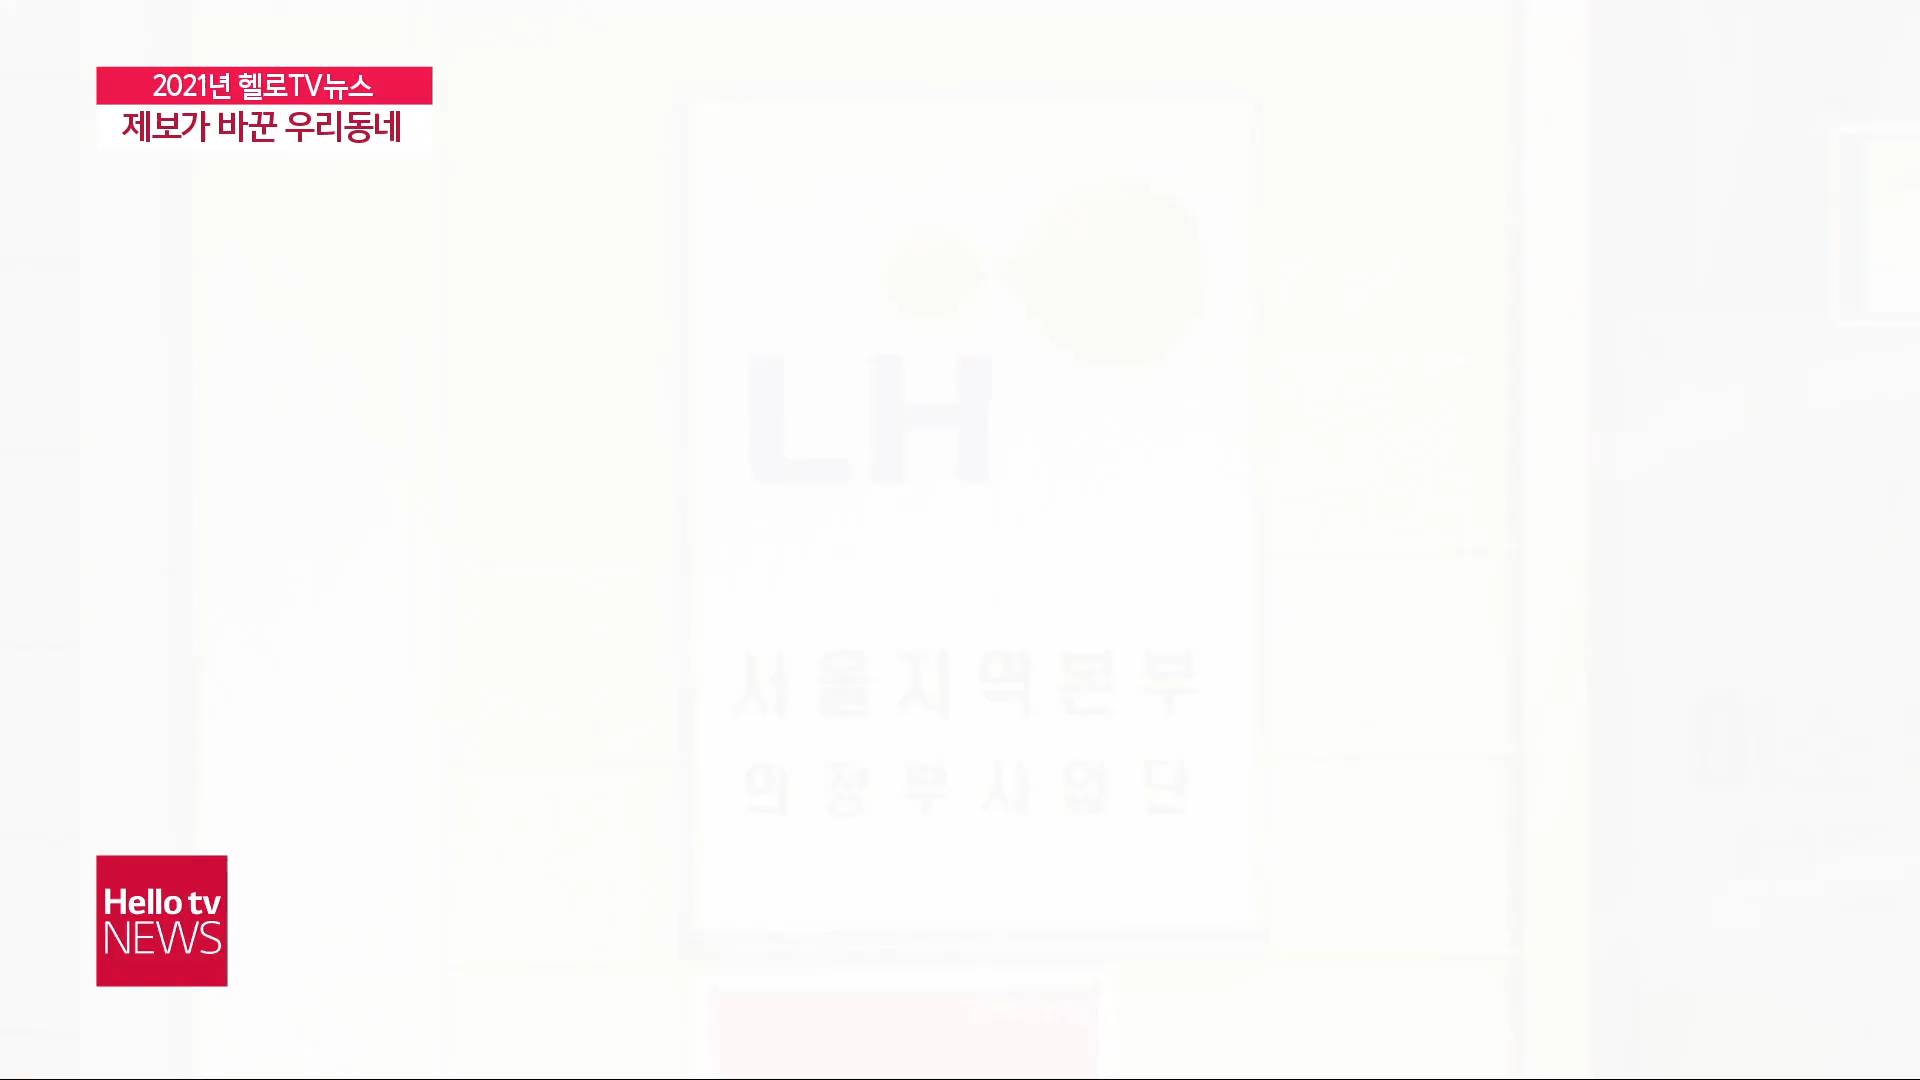 2021년 헬로TV뉴스
제보가 바꾼 우리동네
LH
서울지역본부
의정부사업단
Hello tv
NEWS